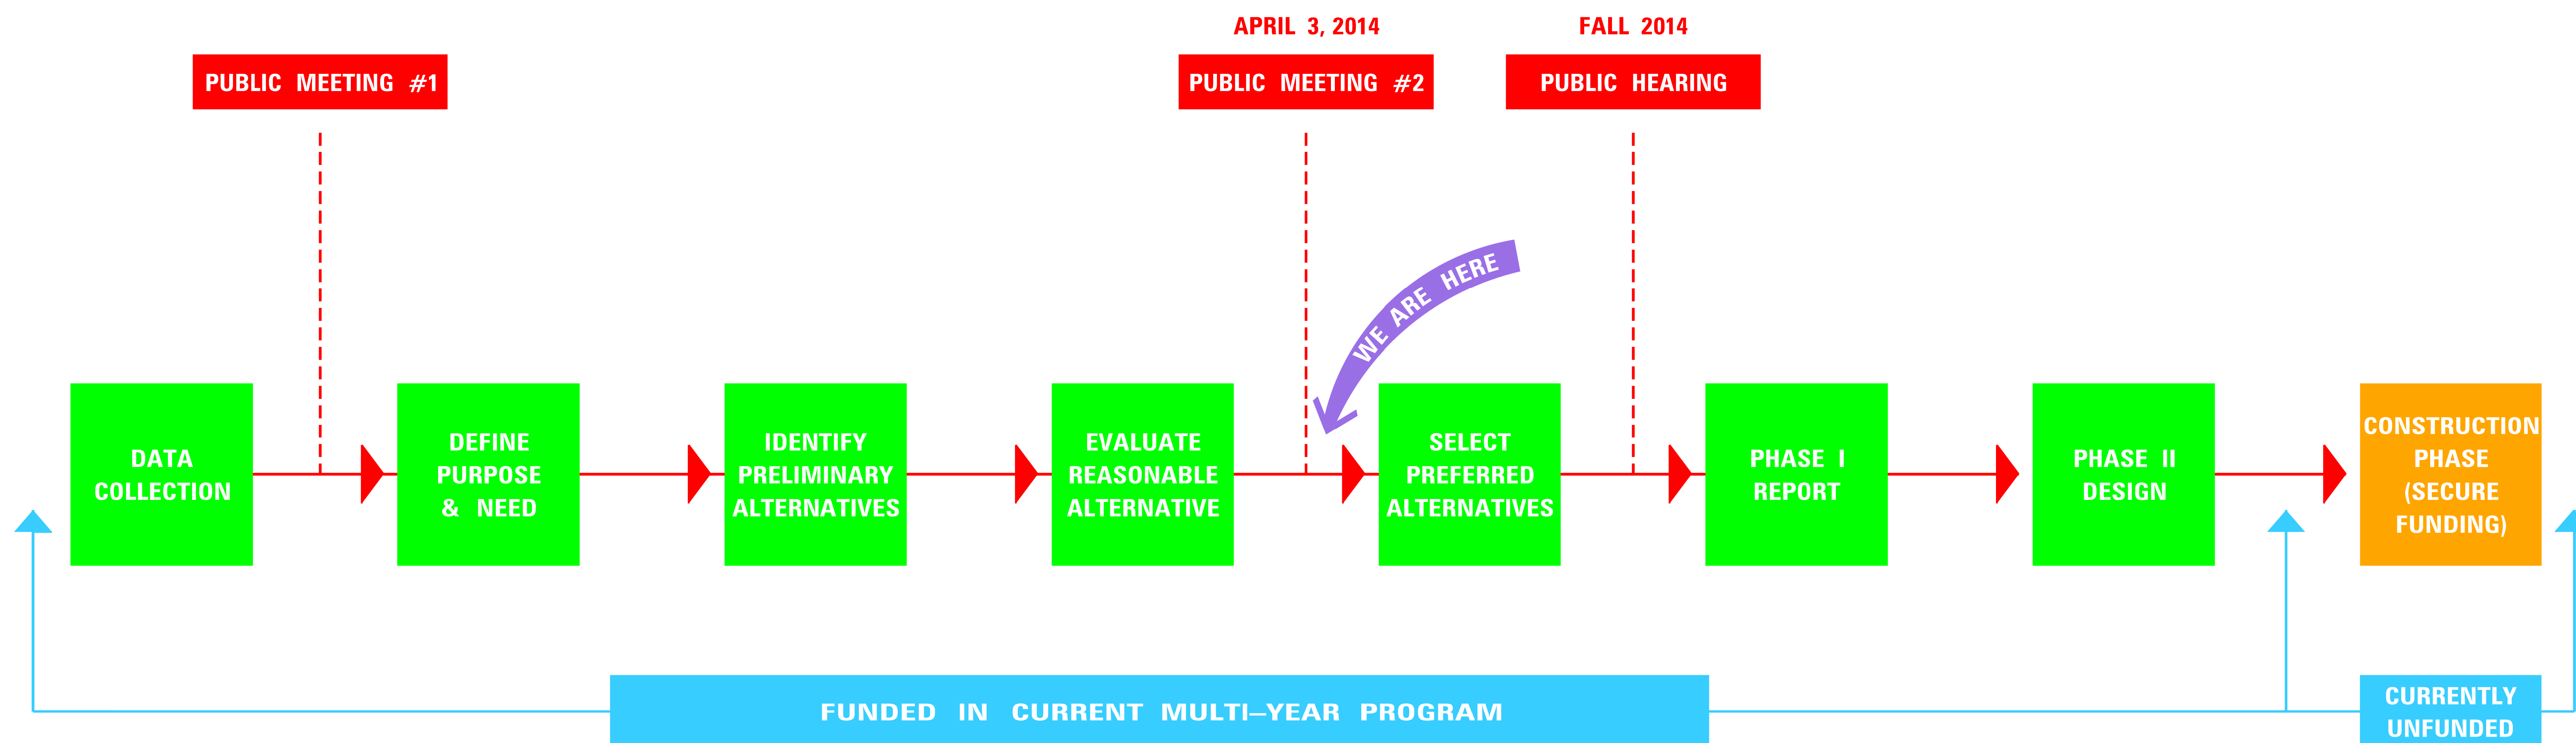 APRIL 3, 2014
FALL 2014
PUBLIC MEETING #1
PUBLIC MEETING #2
PUBLIC HEARING
WE ARE HERE
DATA
COLLECTION
DEFINE
PURPOSE
& NEED
IDENTIFY
PRELIMINARY
ALTERNATIVES
EVALUATE
REASONABLE
ALTERNATIVE
SELECT
PREFERRED
ALTERNATIVES
PHASE I
REPORT
PHASE II
DESIGN
CONSTRUCTION
PHASE
(SECURE
FUNDING)
FUNDED IN CURRENT MULTI–YEAR PROGRAM
CURRENTLY
UNFUNDED